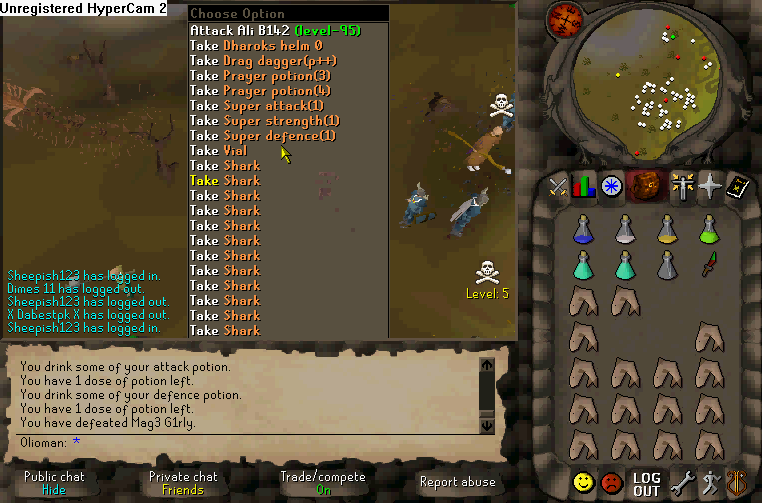 Unregistered HyperCam 2
Choose Option
Attack Ali B142 (level-95)
Take Dharoks helm 0
Take Drag dagger(p++)
Take Prayer potion(3)
Take Prayer potion(4)
Take Super attack(1)
Take Super strength(1)
Take Super defence(1)
Take Vial
Take Shark
Take Shark
Take Shark
Take Shark
Take Shark
Take Shark
Take Shark
Take Shark
Take Shark
Take Shark
Take Shark
Take Shark
Level: 5
Sheepish123 has logged in.
Dimes 11 has logged out.
Sheepish123 has logged out.
X Dabestpk X has logged out.
Sheepish123 has logged in.
You drink some of your attack potion.
You have 1 dose of potion left.
You drink some of your defence potion.
You have 1 dose of potion left.
You have defeated Mag3 G1rly.
Olioman: *
Public chat
Hide
Private chat
Friends
Trade/compete
On
Report abuse
LOG
OUT